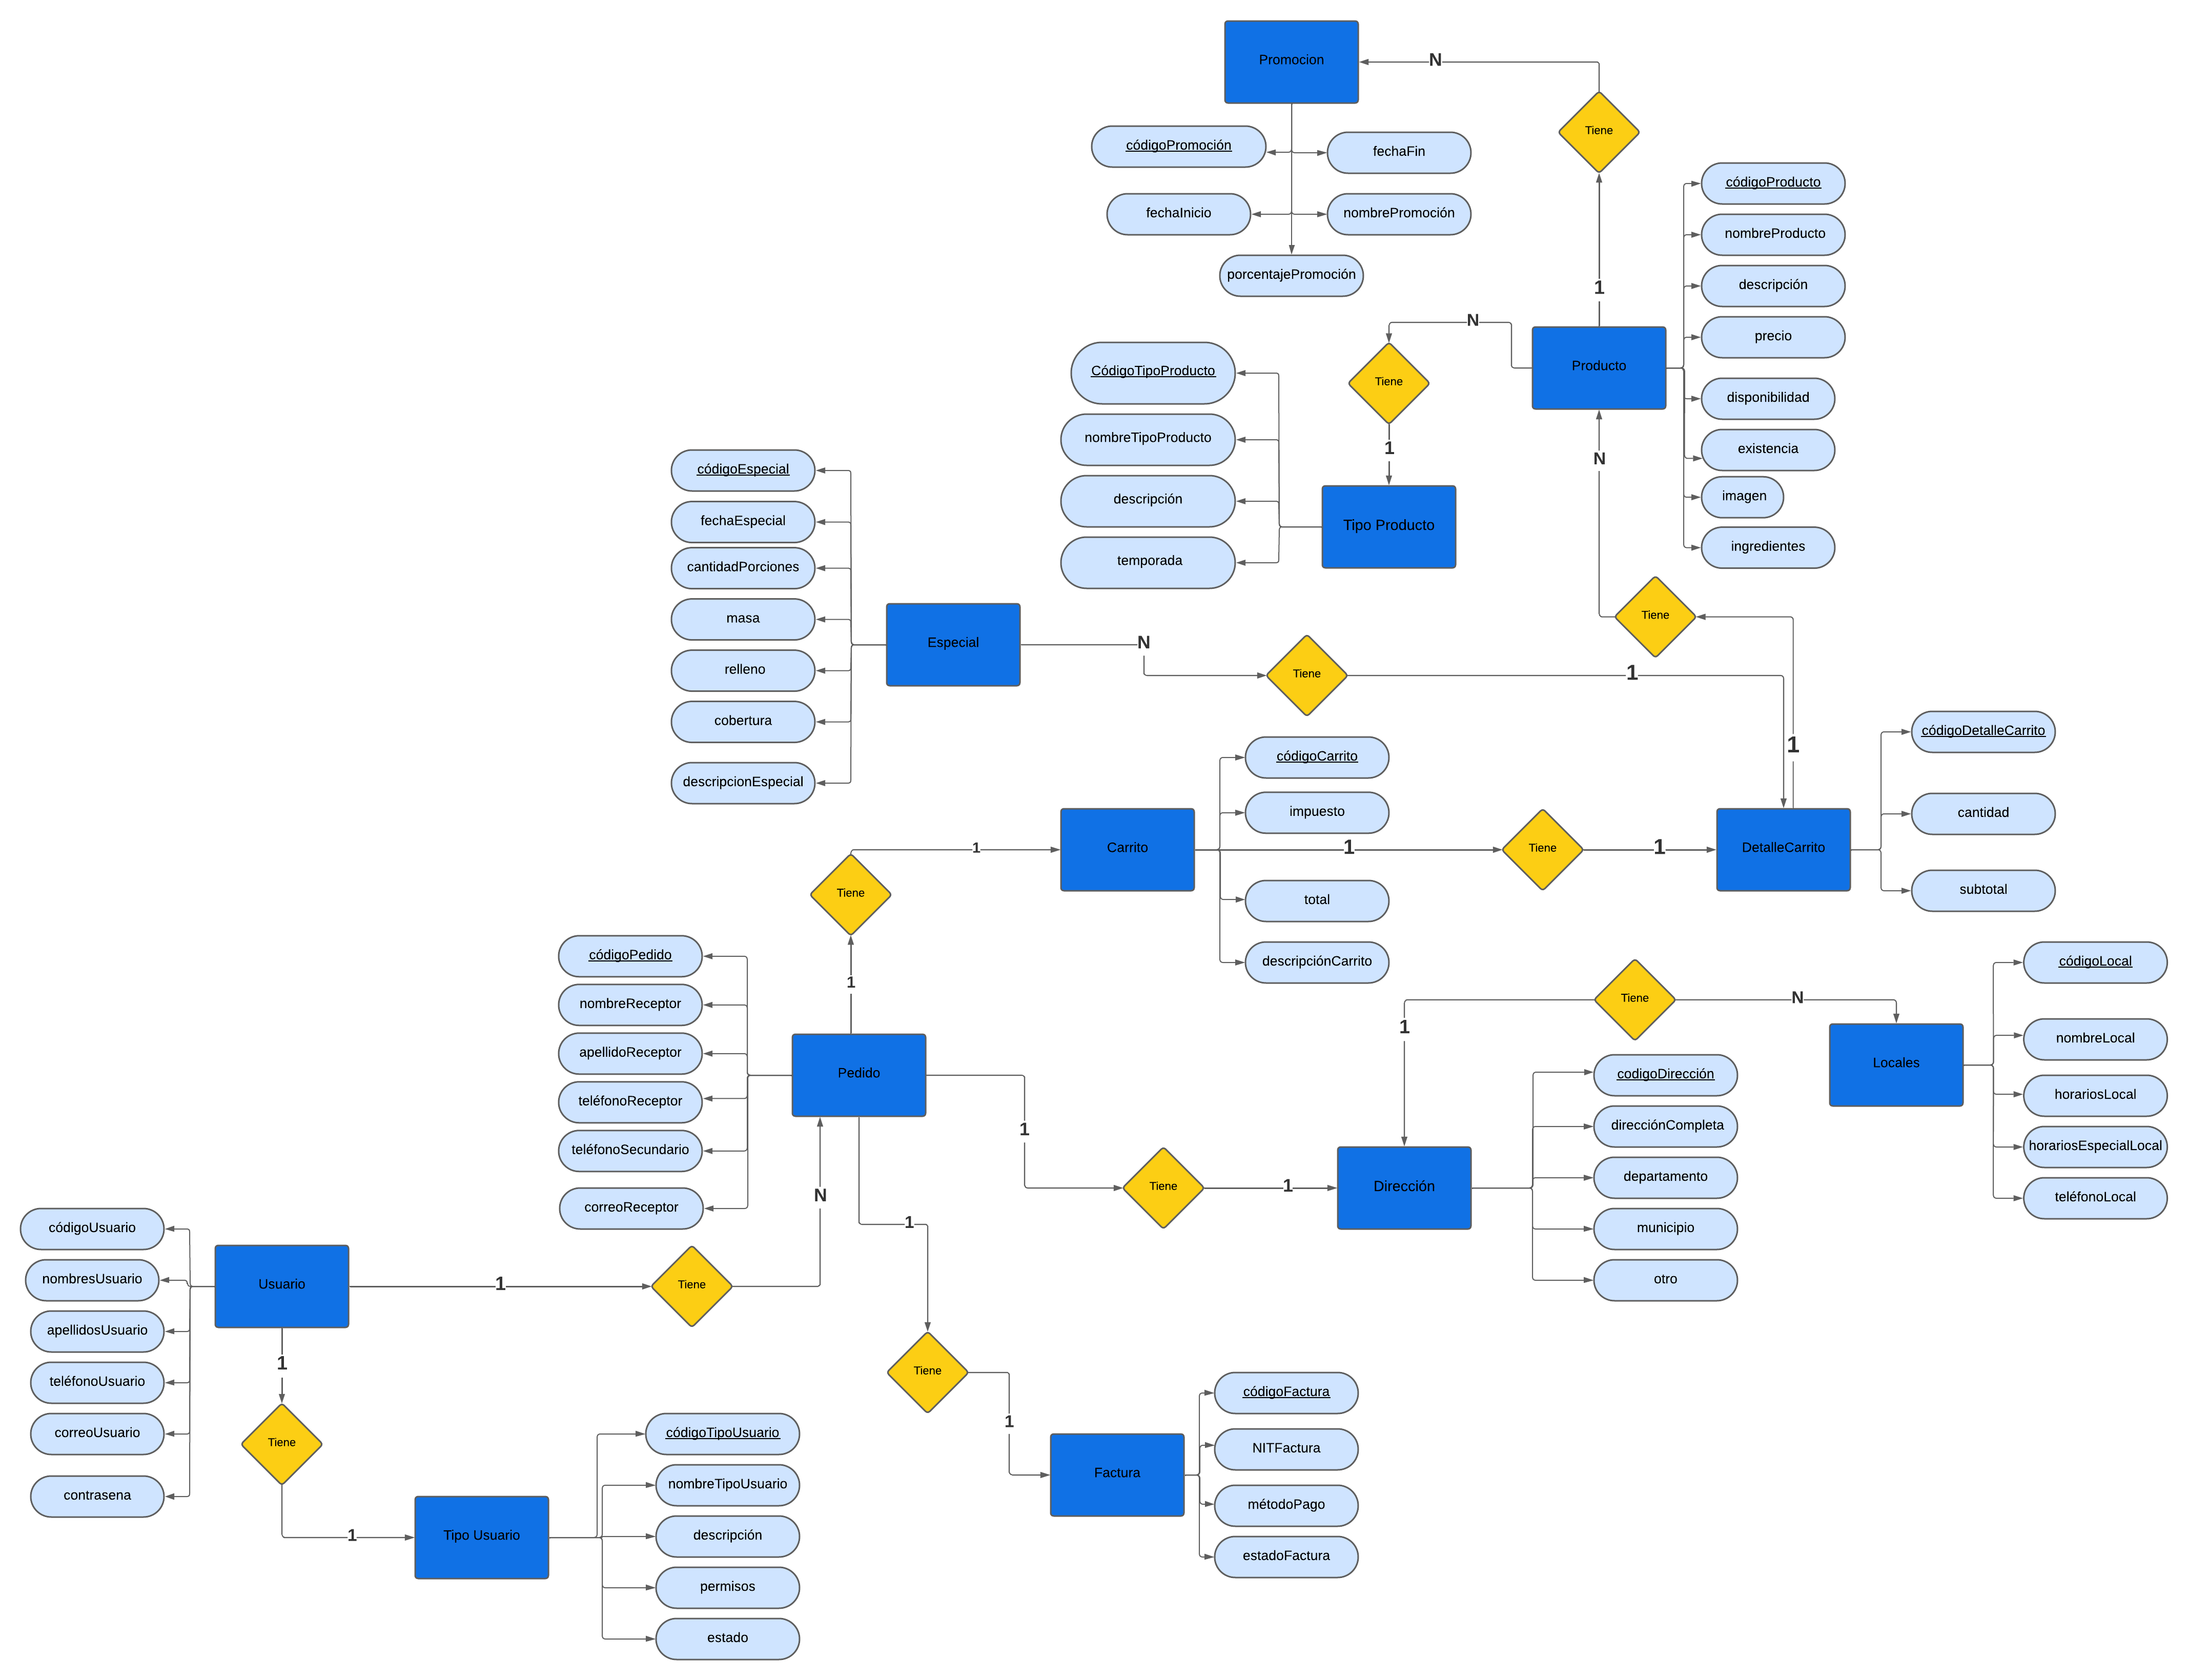 Promocion
N
Tiene
códigoPromoción
fechaFin
fechaInicio
nombrePromoción
porcentajePromoción
1
códigoProducto
nombreProducto
descripción
precio
disponibilidad
existencia
imagen
ingredientes
Producto
N
Tiene
1
Tipo Producto
CódigoTipoProducto
nombreTipoProducto
descripción
temporada
N
Tiene
1
códigoEspecial
fechaEspecial
cantidadPorciones
masa
relleno
cobertura
descripcionEspecial
Especial
N
Tiene
1
códigoCarrito
impuesto
total
descripciónCarrito
Carrito
1
Tiene
1
DetalleCarrito
códigoDetalleCarrito
cantidad
subtotal
1
Tiene
1
códigoPedido
nombreReceptor
apellidoReceptor
teléfonoReceptor
teléfonoSecundario
correoReceptor
Pedido
1
Tiene
1
Dirección
codigoDirección
direcciónCompleta
departamento
municipio
otro
1
Tiene
N
Locales
códigoLocal
nombreLocal
horariosLocal
horariosEspecialLocal
teléfonoLocal
códigoUsuario
nombresUsuario
apellidosUsuario
teléfonoUsuario
correoUsuario
contrasena
Usuario
1
Tiene
N
1
Tiene
1
Tipo Usuario
códigoTipoUsuario
nombreTipoUsuario
descripción
permisos
estado
1
Tiene
1
Factura
códigoFactura
NITFactura
métodoPago
estadoFactura